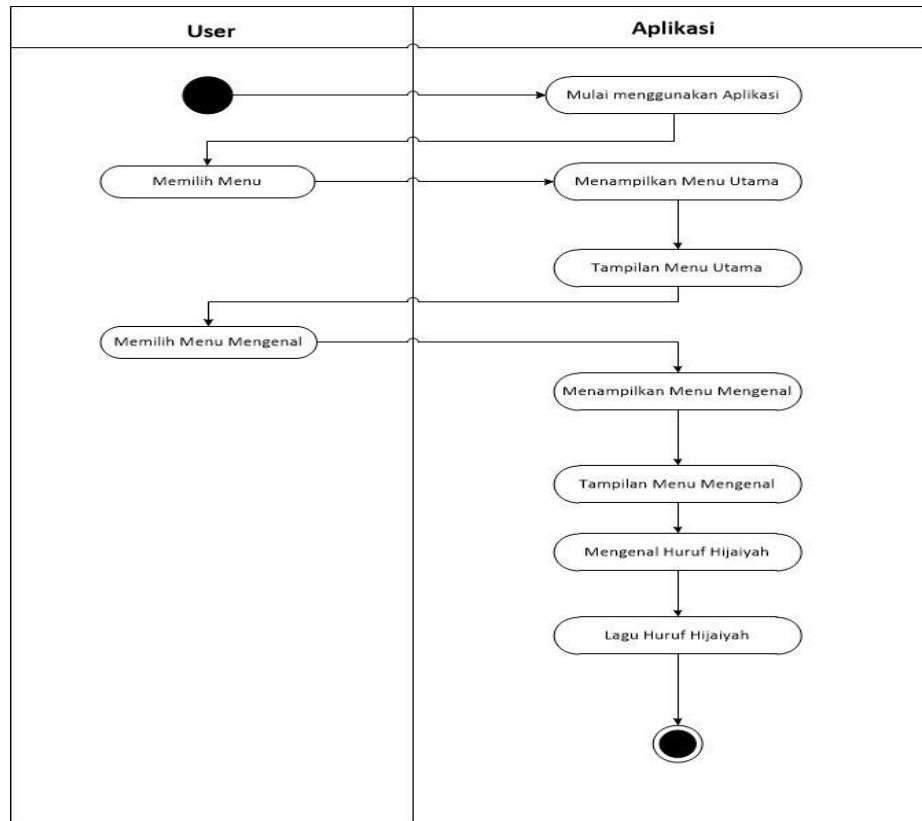 User
Aplikasi
Mulai menggunakan Aplikasi
Memilih Menu
Menampilkan Menu Utama
Tampilan Menu Utama
Memilih Menu Mengenal
Menampilkan Menu Mengenal
Tampilan Menu Mengenal
Mengenal Huruf Hijaiyah
Lagu Huruf Hijaiyah